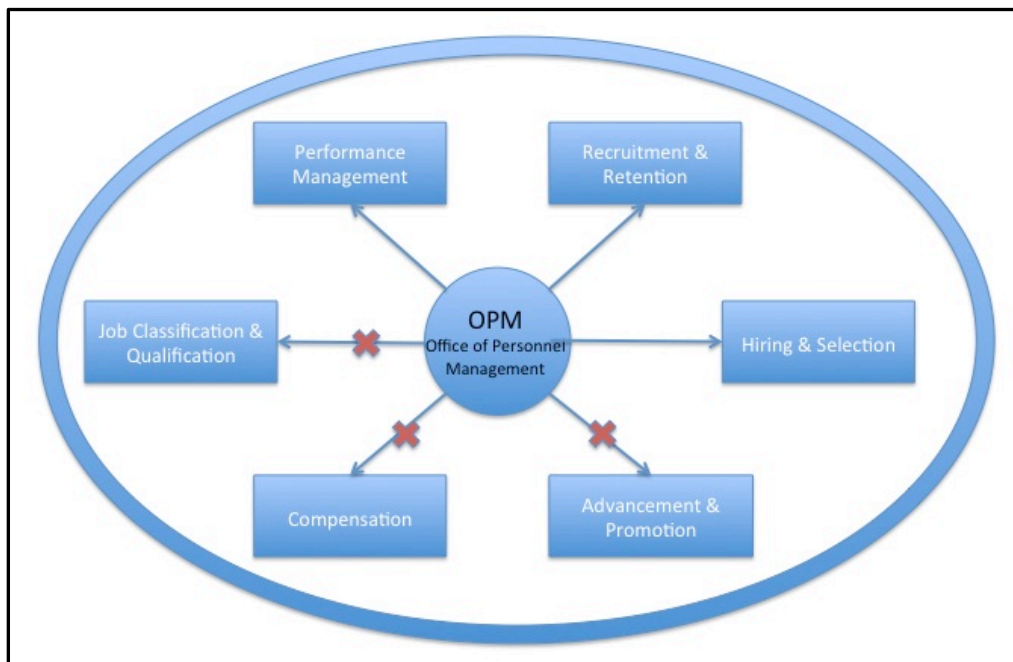 Performance
Management
Recruitment &
Retention
Job Classification &
Qualification
OPM
Office of Personnel
Management
Hiring & Selection
Compensation
Advancement &
Promotion